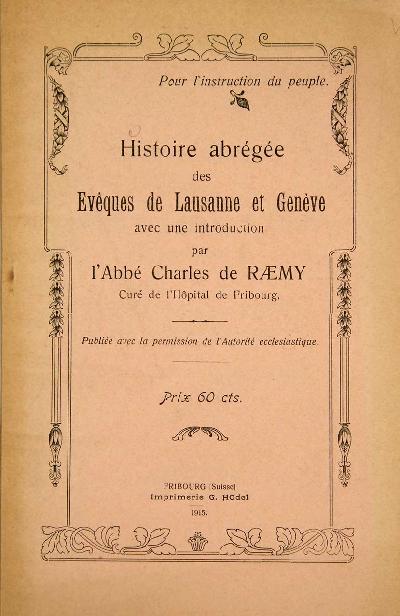 Pour l'instruction du peuple.
Histoire abrégée
des
Evêques de Lausanne et Genève
avec une introduction
par
l'Abbé Charles de RÆMY
Curé de l'Hôpital de Fribourg.
Publiée avec la permission de l'Autorité ecclesiastique.
Prix 60 cts.
FRIBOURG (Suisse)
Imprimerie G. Hödel
1915.